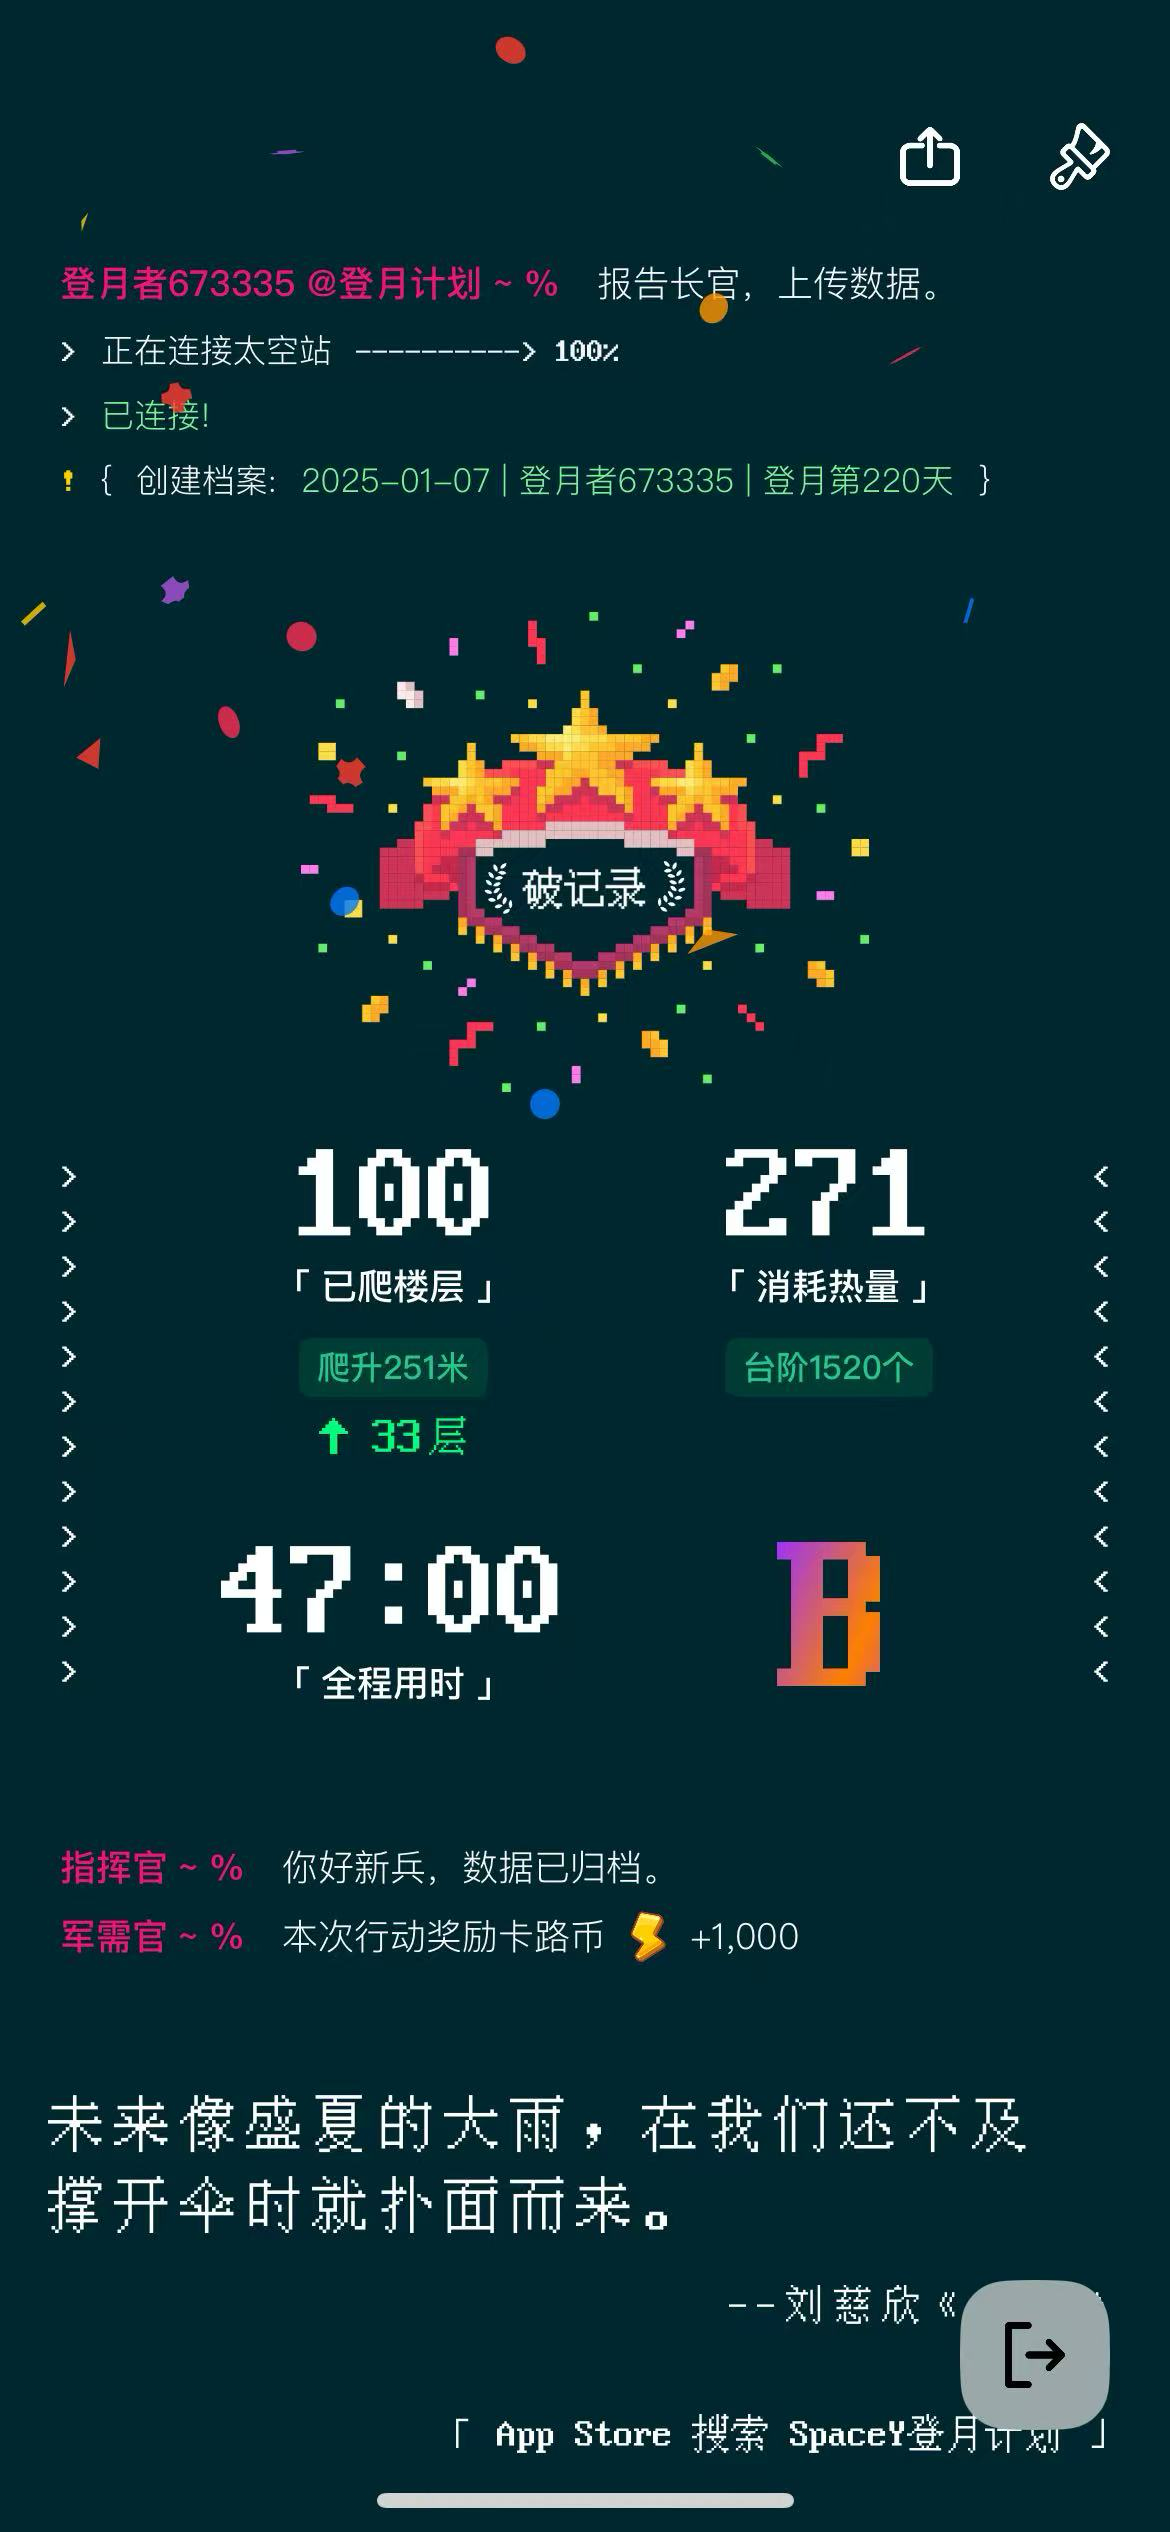 登月者673335 @登月计划 ~ % 报告长官，上传数据。
> 正在连接太空站 ----------> 100%
> 已连接!
! { 创建档案: 2025-01-07 | 登月者673335 | 登月第220天 }
破记录
100 271
「 已爬楼层 」 「 消耗热量 」
爬升251米 台阶1520个
↑ 33层
47:00 B
「 全程用时 」
指挥官 ~ % 你好新兵，数据已归档。
军需官 ~ % 本次行动奖励卡路币 +1,000
未来像盛夏的大雨，在我们还不及
撑开伞时就扑面而来。
--刘慈欣《
「 App Store 搜索 SpaceY登月计划 」